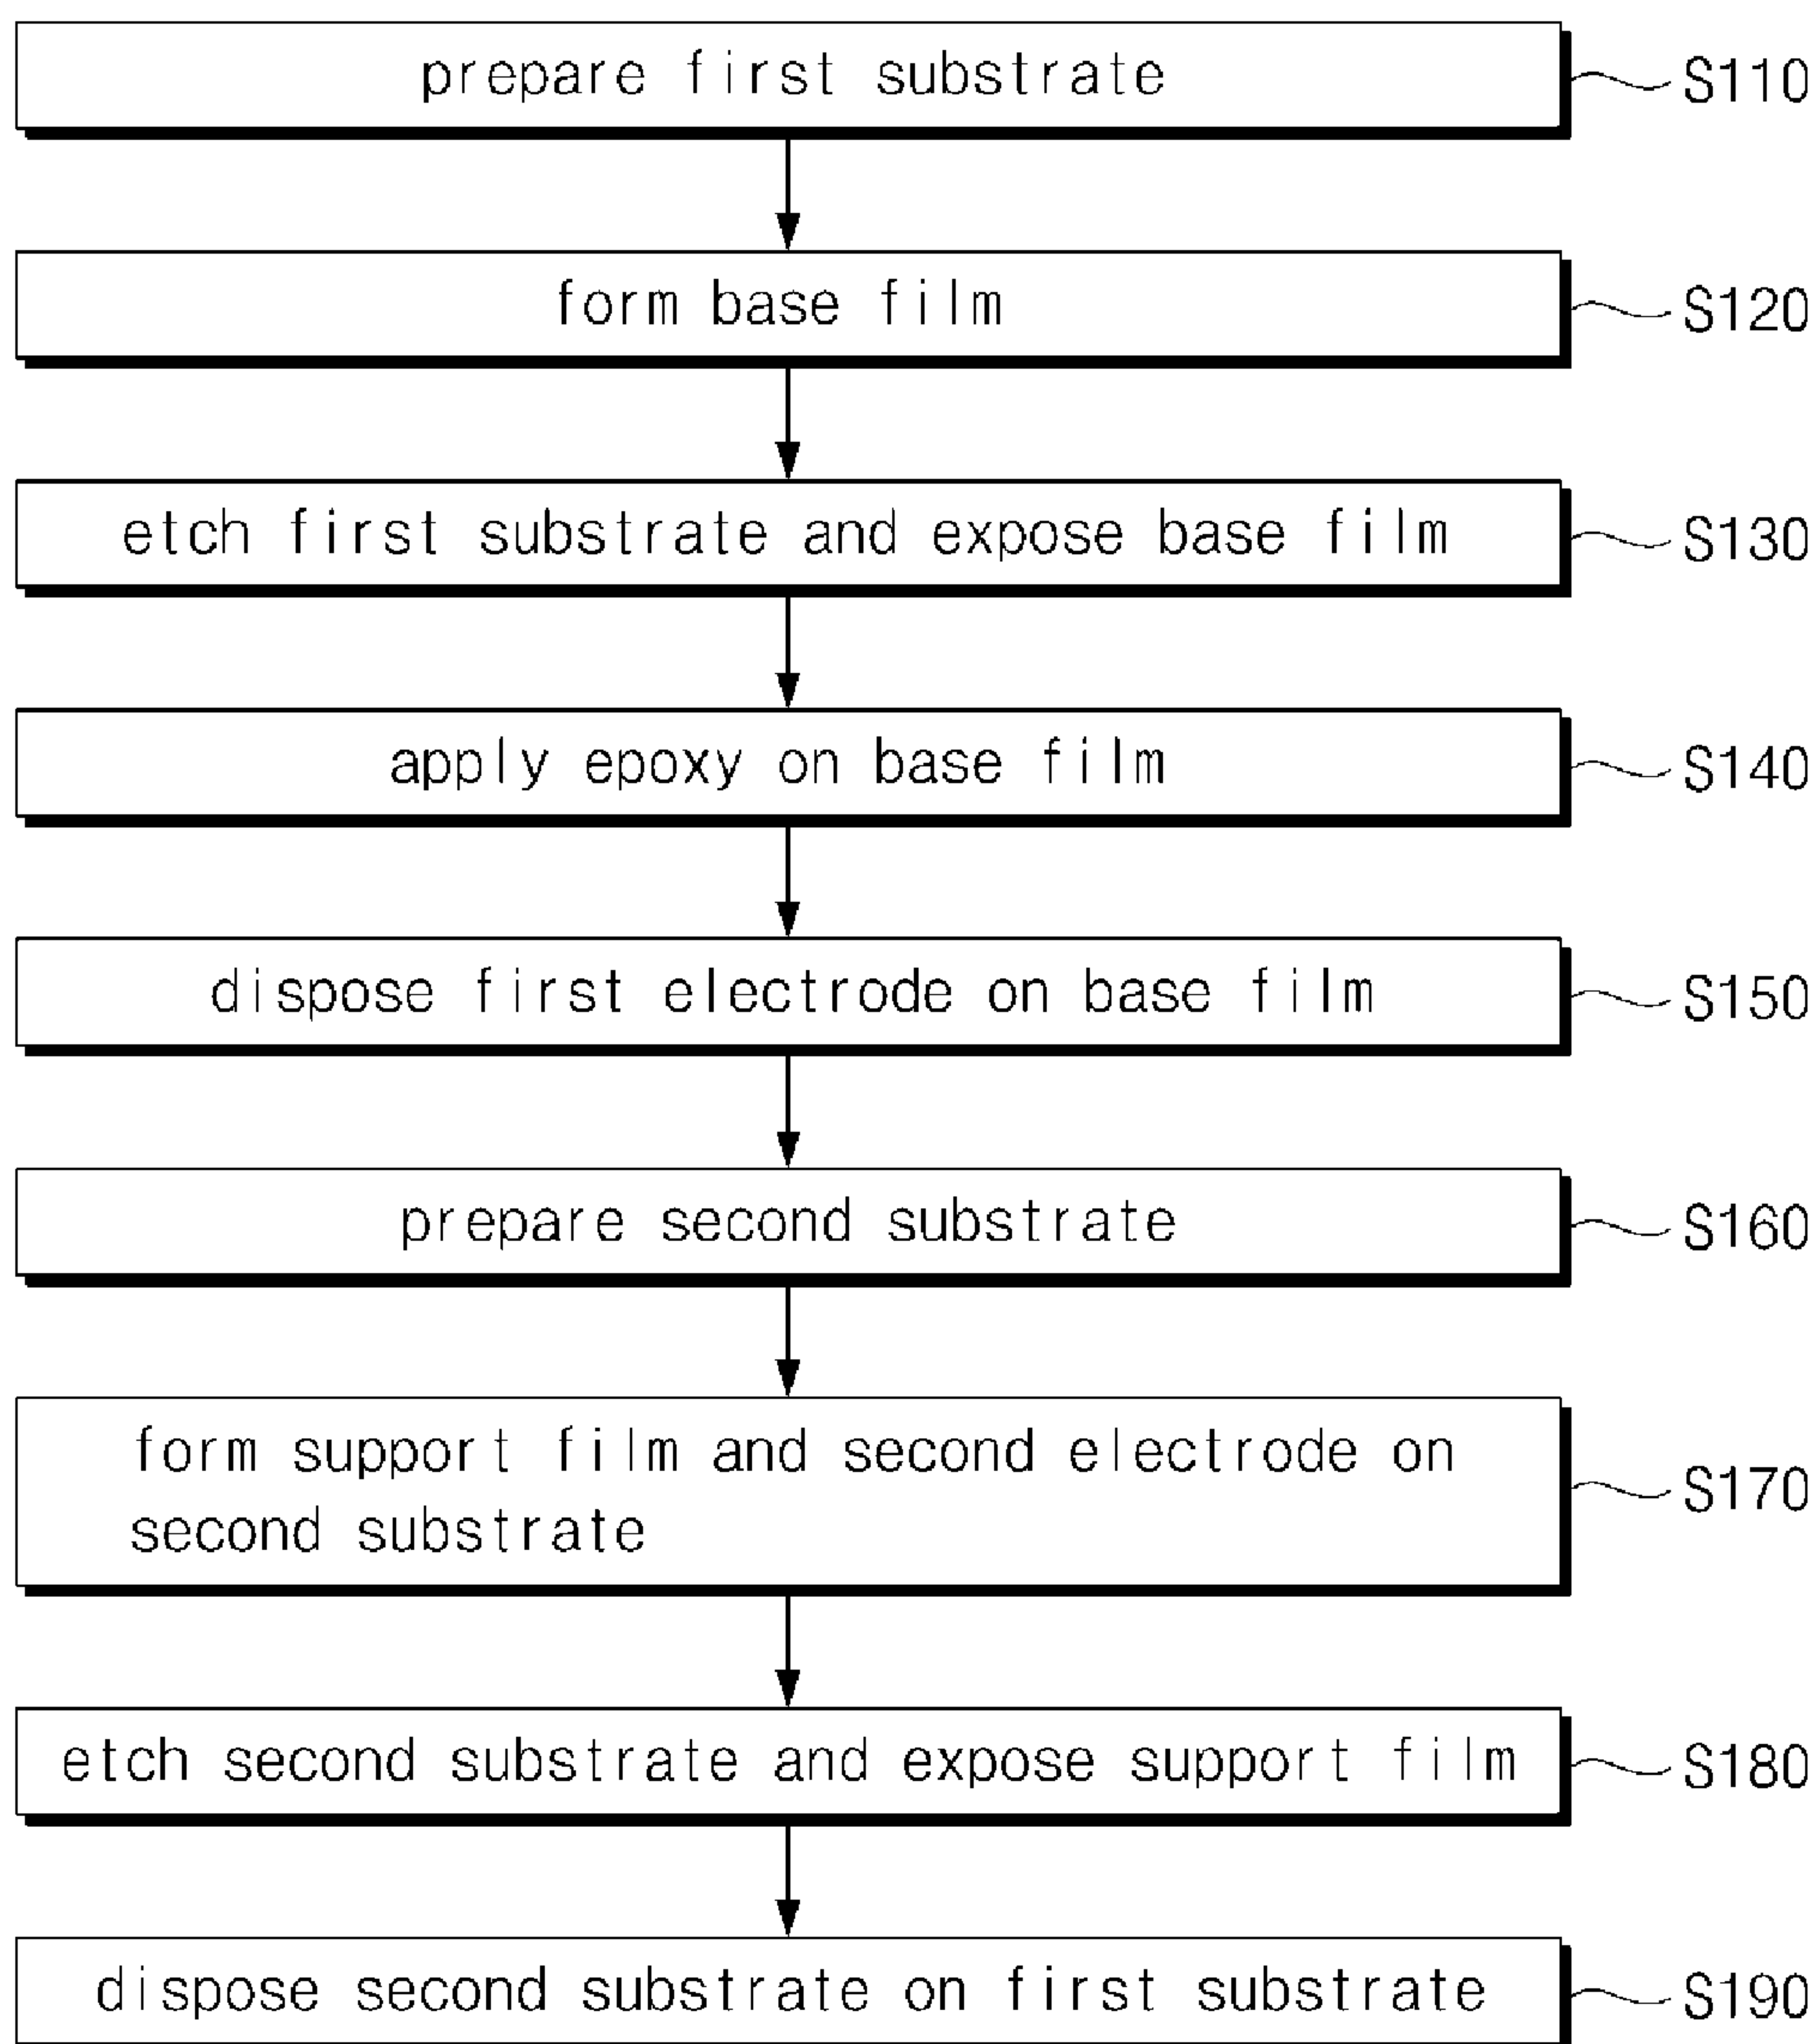 prepare first substrate
S110
form base film
S120
etch first substrate and expose base film
S130
apply epoxy on base film
S140
dispose first electrode on base film
S150
prepare second substrate
S160
form support film and second electrode on
second substrate
S170
etch second substrate and expose support film
S180
dispose second substrate on first substrate
S190